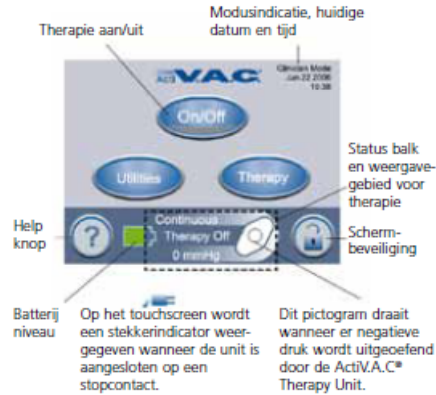 Modusindicatie, huidige
datum en tijd
Therapie aan/uit
ActiV.A.C.
Clinician Mode
Jun 22 2006
10:38
On/Off
Utilities
Therapy
Status balk
en weergave-
gebied voor
therapie
Help
knop
?
Continuous
Therapy Off
0 mmHg
Scherm-
beveiliging
Batterij
niveau
Op het touchscreen wordt
een stekkerindicator weer-
gegeven wanneer de unit is
aangesloten op een
stopcontact.
Dit pictogram draait
wanneer er negatieve
druk wordt uitgeoefend
door de ActiV.A.C®
Therapy Unit.